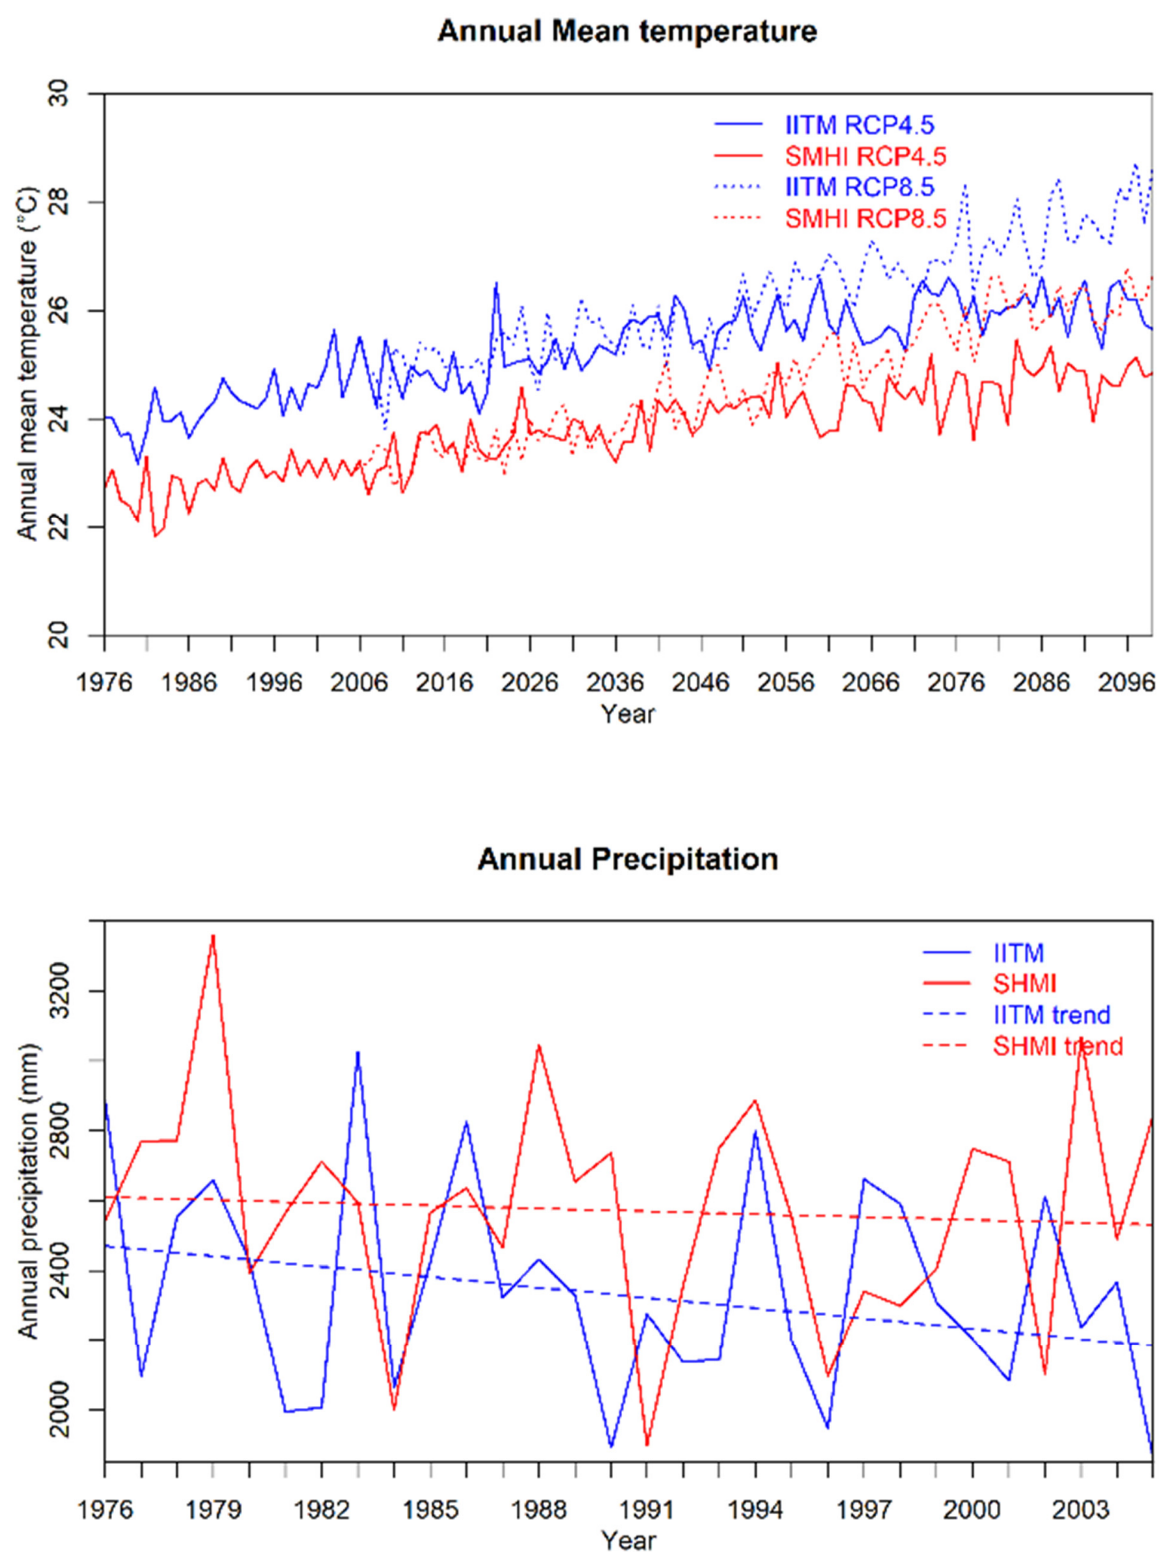 Annual Mean temperature
Annual mean temperature (°C)
30
28
26
24
22
20
IITM RCP4.5
SMHI RCP4.5
IITM RCP8.5
SMHI RCP8.5
1976 1986 1996 2006 2016 2026 2036 2046 2056 2066 2076 2086 2096
Year
Annual Precipitation
Annual precipitation (mm)
3200
2800
2400
2000
IITM
SHMI
IITM trend
SHMI trend
1976 1979 1982 1985 1988 1991 1994 1997 2000 2003
Year